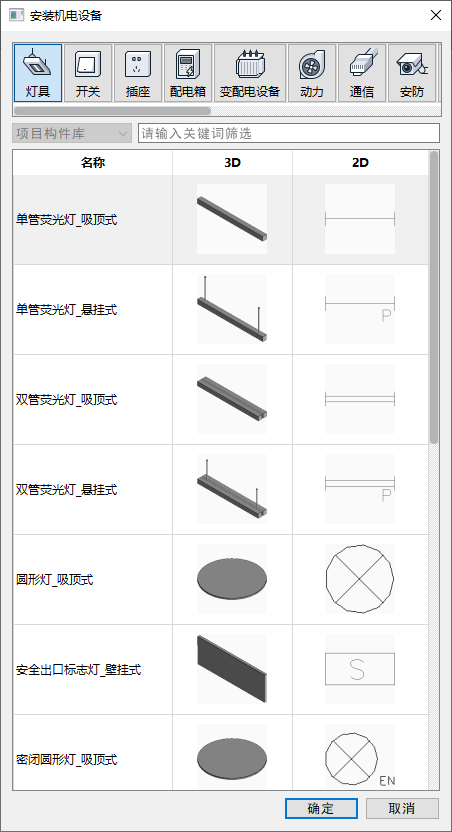 安装机电设备
灯具 开关 插座 配电箱 变配电设备 动力 通信 安防
项目构件库 请输入关键词筛选
名称 3D 2D
单管荧光灯_吸顶式
单管荧光灯_悬挂式
P
双管荧光灯_吸顶式
双管荧光灯_悬挂式
P
圆形灯_吸顶式
安全出口标志灯_壁挂式
S
密闭圆形灯_吸顶式
EN
确定 取消